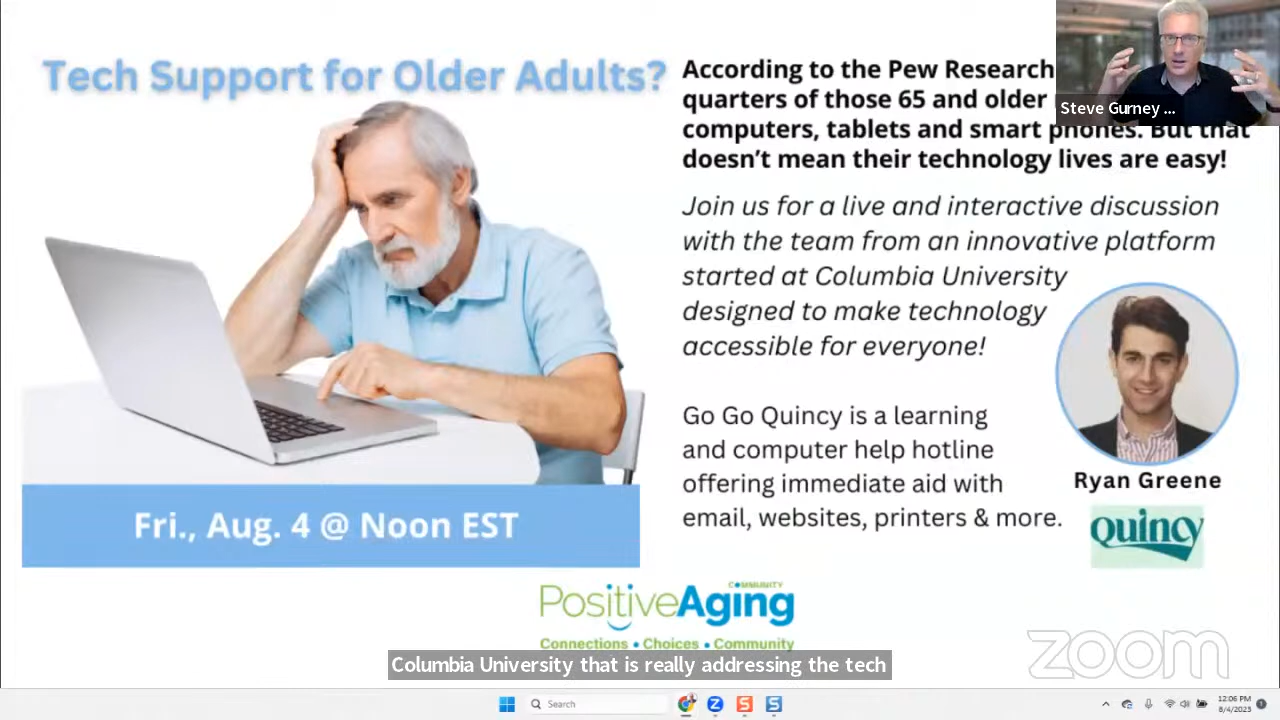 Tech Support for Older Adults?
According to the Pew Research
quarters of those 65 and older
computers, tablets and smart phones. But that
doesn't mean their technology lives are easy!
Steve Gurney ...
Join us for a live and interactive discussion
with the team from an innovative platform
started at Columbia University
designed to make technology
accessible for everyone!
Go Go Quincy is a learning
and computer help hotline
offering immediate aid with
email, websites, printers & more.
Ryan Greene
quincy
Fri., Aug. 4 @ Noon EST
COMMUNITY
PositiveAging
Connections • Choices • Community
zoom
Columbia University that is really addressing the tech
Search
12:06 PM
8/4/2023